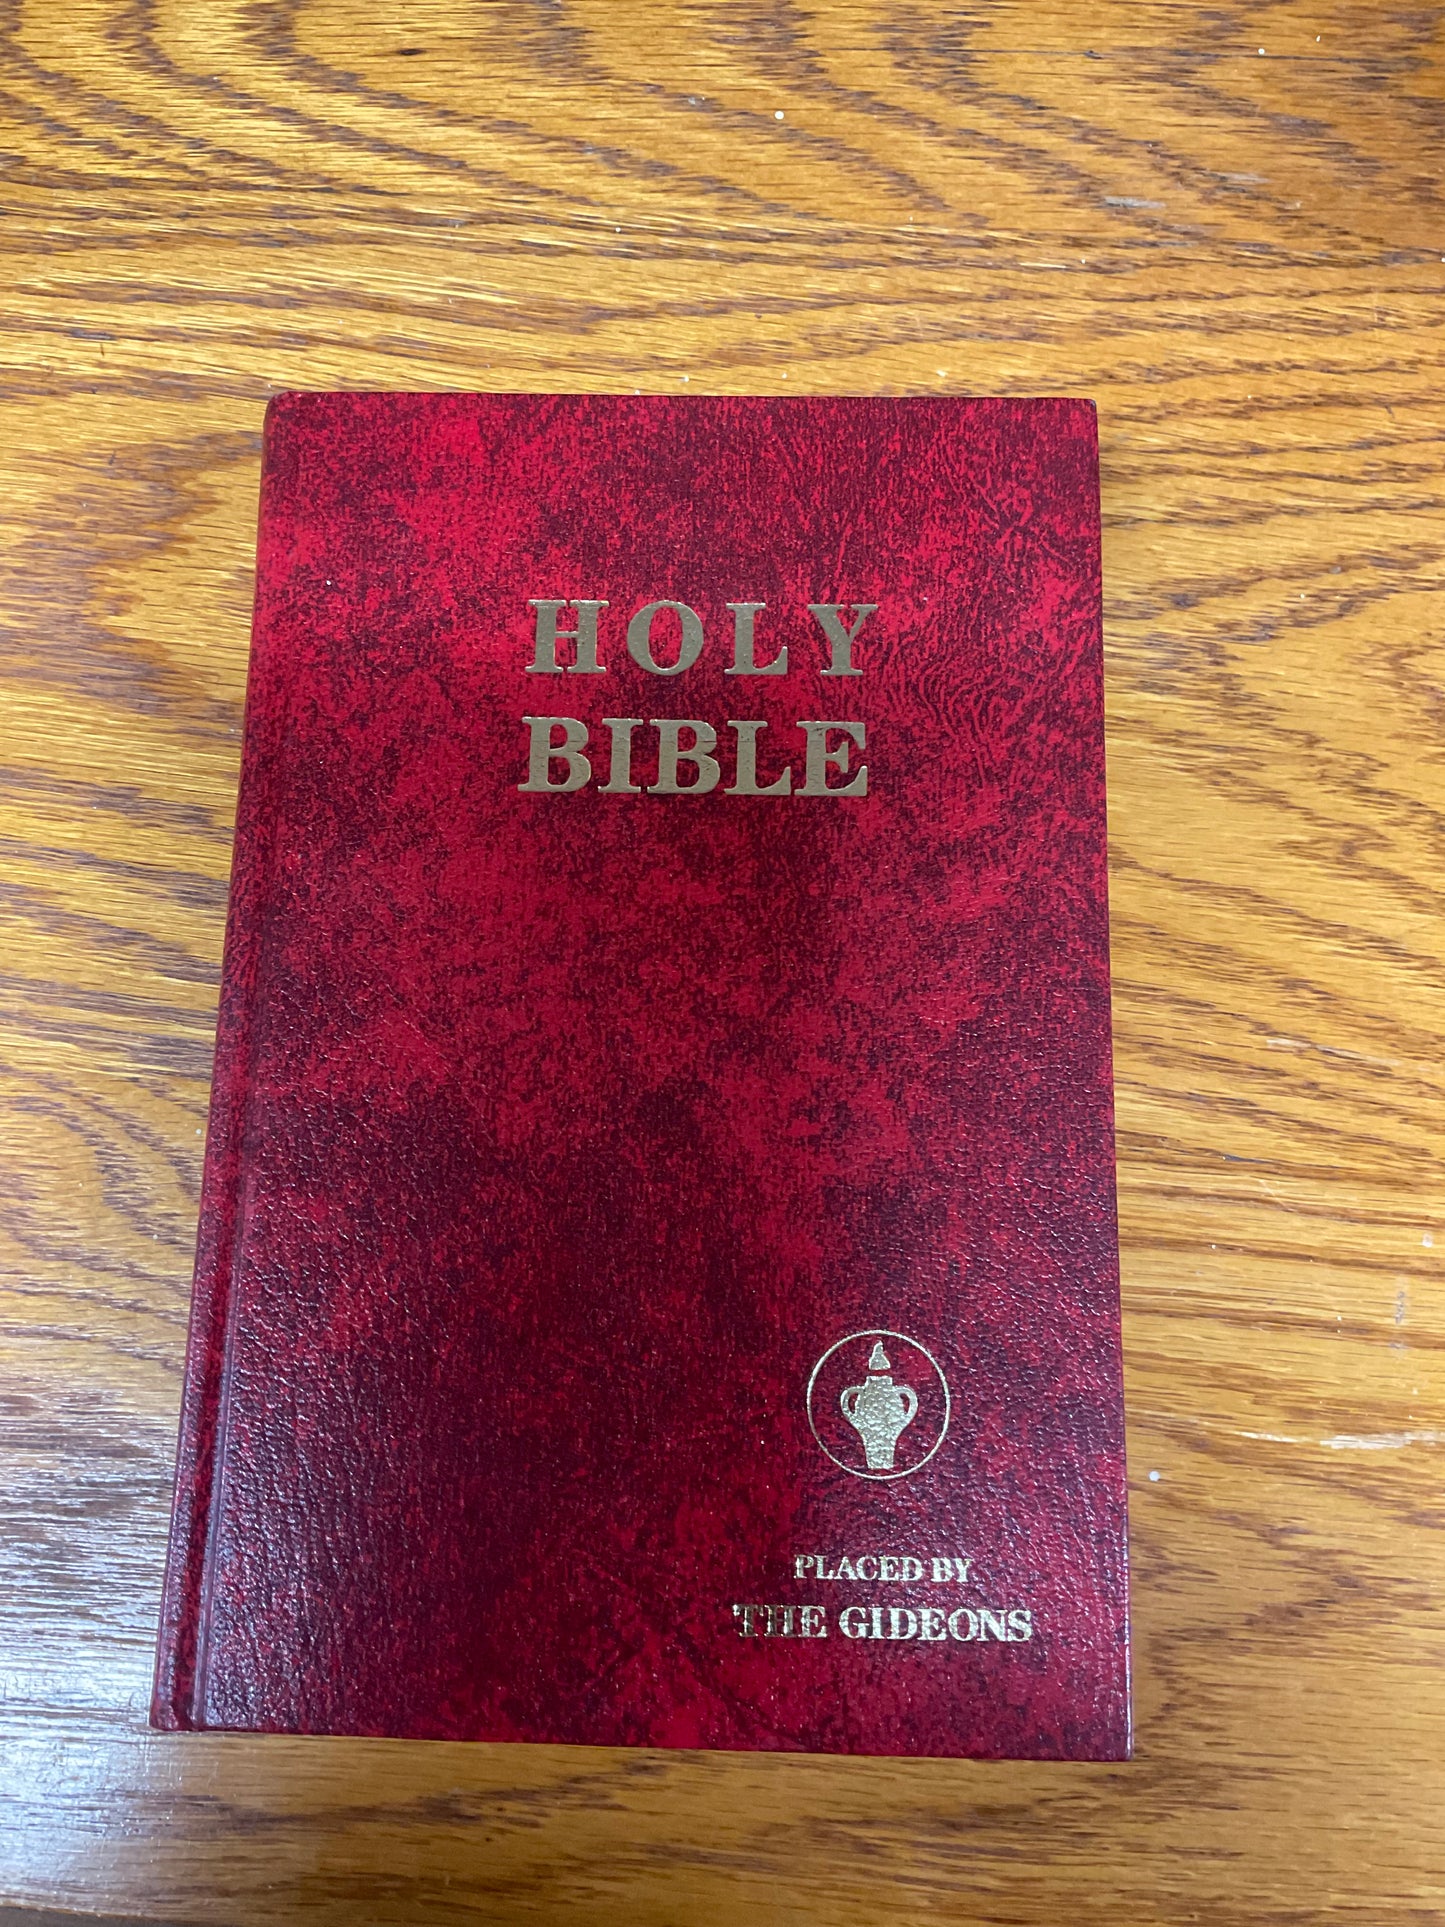 HOLY
BIBLE
PLACED BY
THE GIDEONS